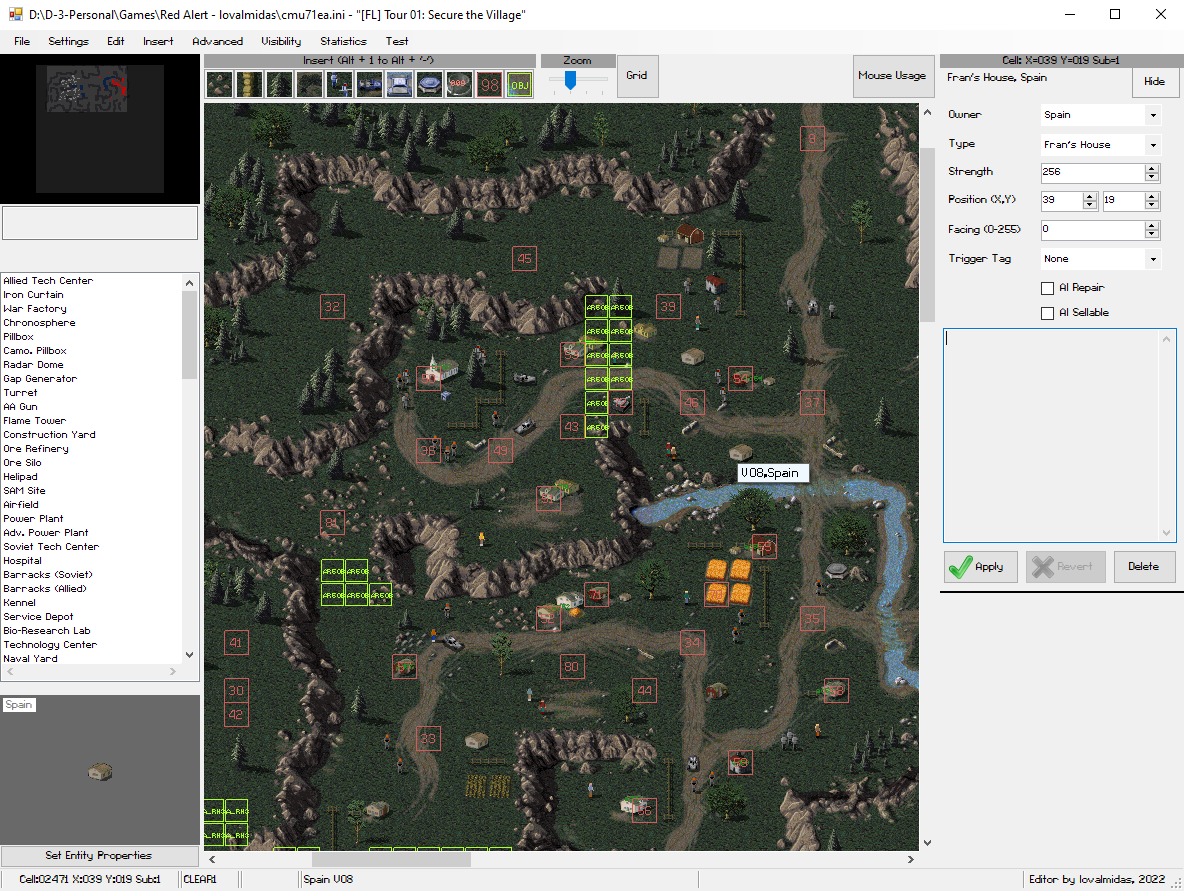 D:\D-3-Personal\Games\Red Alert - lovalmidas\cmu71ea.ini - "[FL] Tour 01: Secure the Village"
File Settings Edit Insert Advanced Visibility Statistics Test
Insert (Alt + 1 to Alt + '~')
Zoom
Grid
Mouse Usage
Cell: X=039 Y=019 Sub=1
Fran's House, Spain
Hide
Owner Spain
Type Fran's House
Strength 256
Position (X,Y) 39 19
Facing (0-255) 0
Trigger Tag None
AI Repair
AI Sellable
Apply Revert Delete
Allied Tech Center
Iron Curtain
War Factory
Chronosphere
Pillbox
Camo. Pillbox
Radar Dome
Gap Generator
Turret
AA Gun
Flame Tower
Construction Yard
Ore Refinery
Ore Silo
Helipad
SAM Site
Airfield
Power Plant
Adv. Power Plant
Soviet Tech Center
Hospital
Barracks (Soviet)
Barracks (Allied)
Kennel
Service Depot
Bio-Research Lab
Technology Center
Naval Yard
Spain
Set Entity Properties
98 OBJ
8
45
32
39
54
46
37
43
49
V08,Spain
81
41
35
34
80
30
44
42
33
Cell:02471 X:039 Y:019 Sub:1
CLEAR1
Spain V08
Editor by lovalmidas, 2022